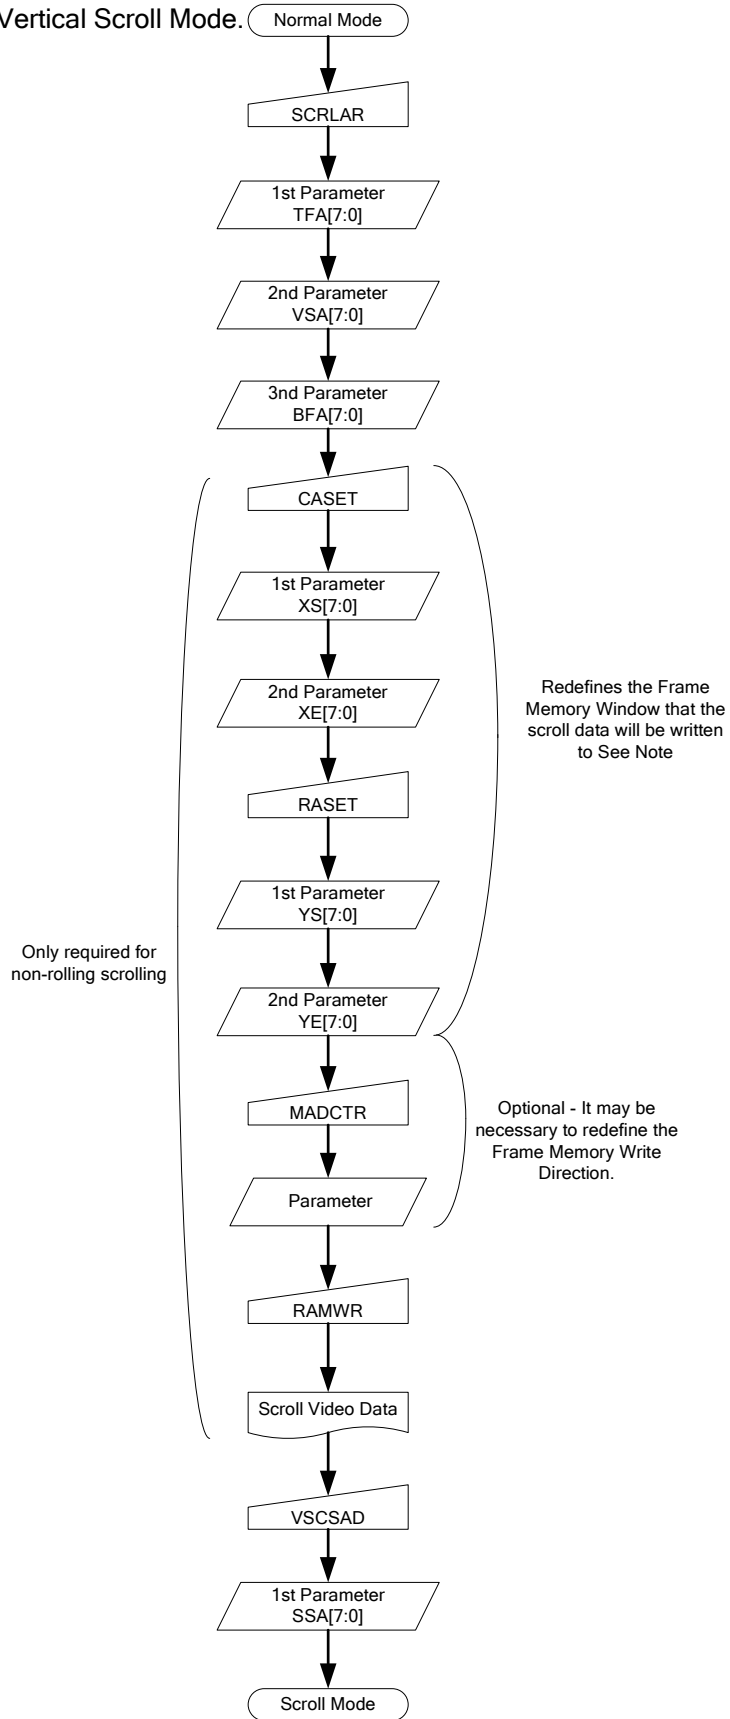 Vertical Scroll Mode.
Normal Mode
SCRLAR
1st Parameter
TFA[7:0]
2nd Parameter
VSA[7:0]
3nd Parameter
BFA[7:0]
CASET
1st Parameter
XS[7:0]
2nd Parameter
XE[7:0]
Redefines the Frame
Memory Window that the
scroll data will be written
to See Note
RASET
1st Parameter
YS[7:0]
Only required for
non-rolling scrolling
2nd Parameter
YE[7:0]
MADCTR
Optional - It may be
necessary to redefine the
Frame Memory Write
Direction.
Parameter
RAMWR
Scroll Video Data
VSCSAD
1st Parameter
SSA[7:0]
Scroll Mode